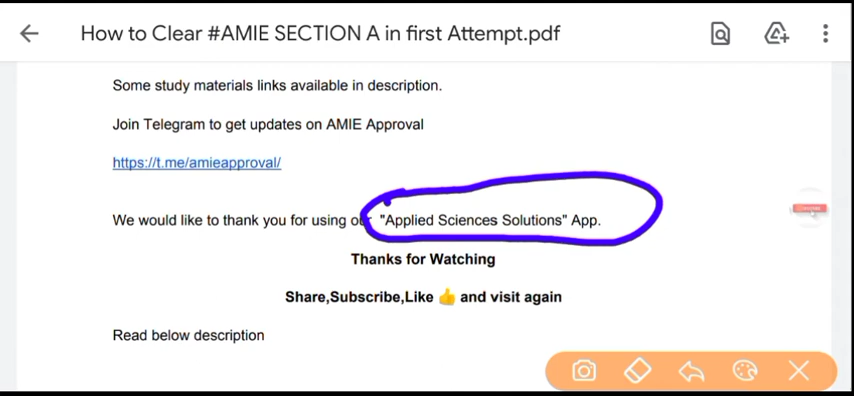 How to Clear #AMIE SECTION A in first Attempt.pdf
Some study materials links available in description.
Join Telegram to get updates on AMIE Approval
https://t.me/amieapproval/
We would like to thank you for using our "Applied Sciences Solutions" App.
Thanks for Watching
Share,Subscribe,Like 👍 and visit again
Read below description